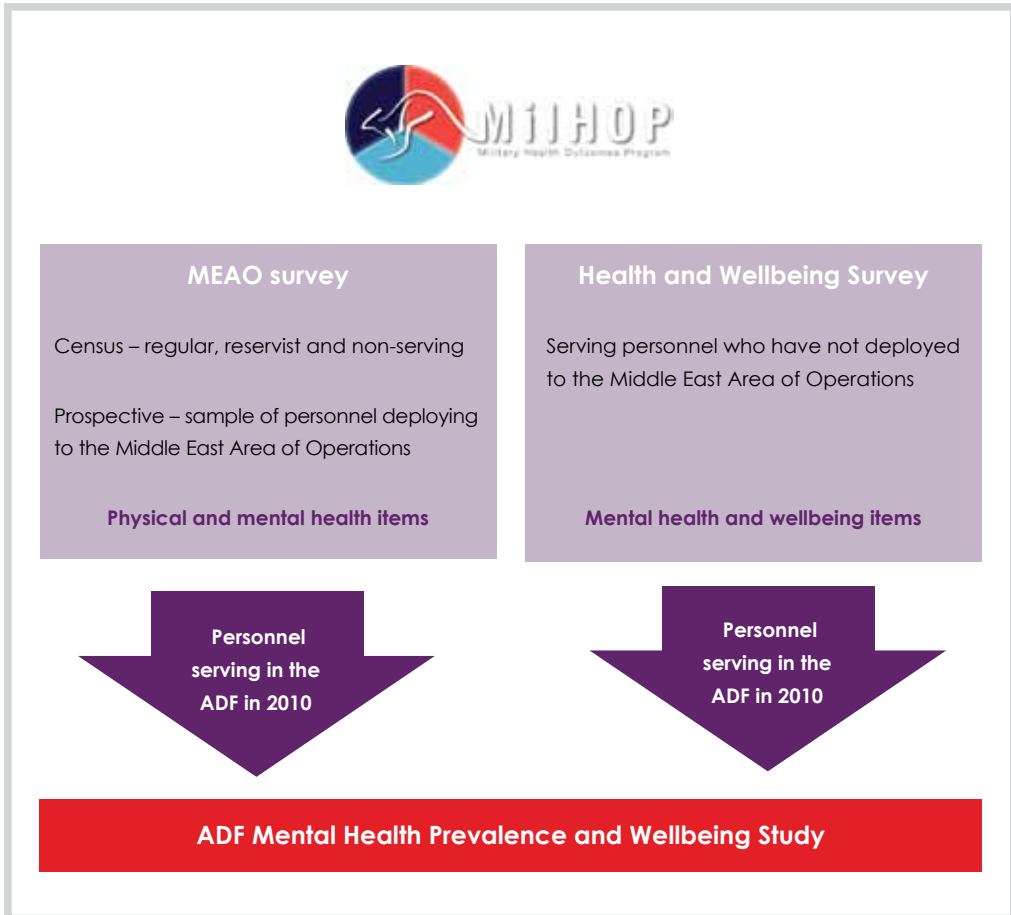 MilHOP
Military Health Outcomes Program
MEAO survey
Census – regular, reservist and non-serving
Prospective – sample of personnel deploying
to the Middle East Area of Operations
Physical and mental health items
Health and Wellbeing Survey
Serving personnel who have not deployed
to the Middle East Area of Operations
Mental health and wellbeing items
Personnel
serving in the
ADF in 2010
Personnel
serving in the
ADF in 2010
ADF Mental Health Prevalence and Wellbeing Study